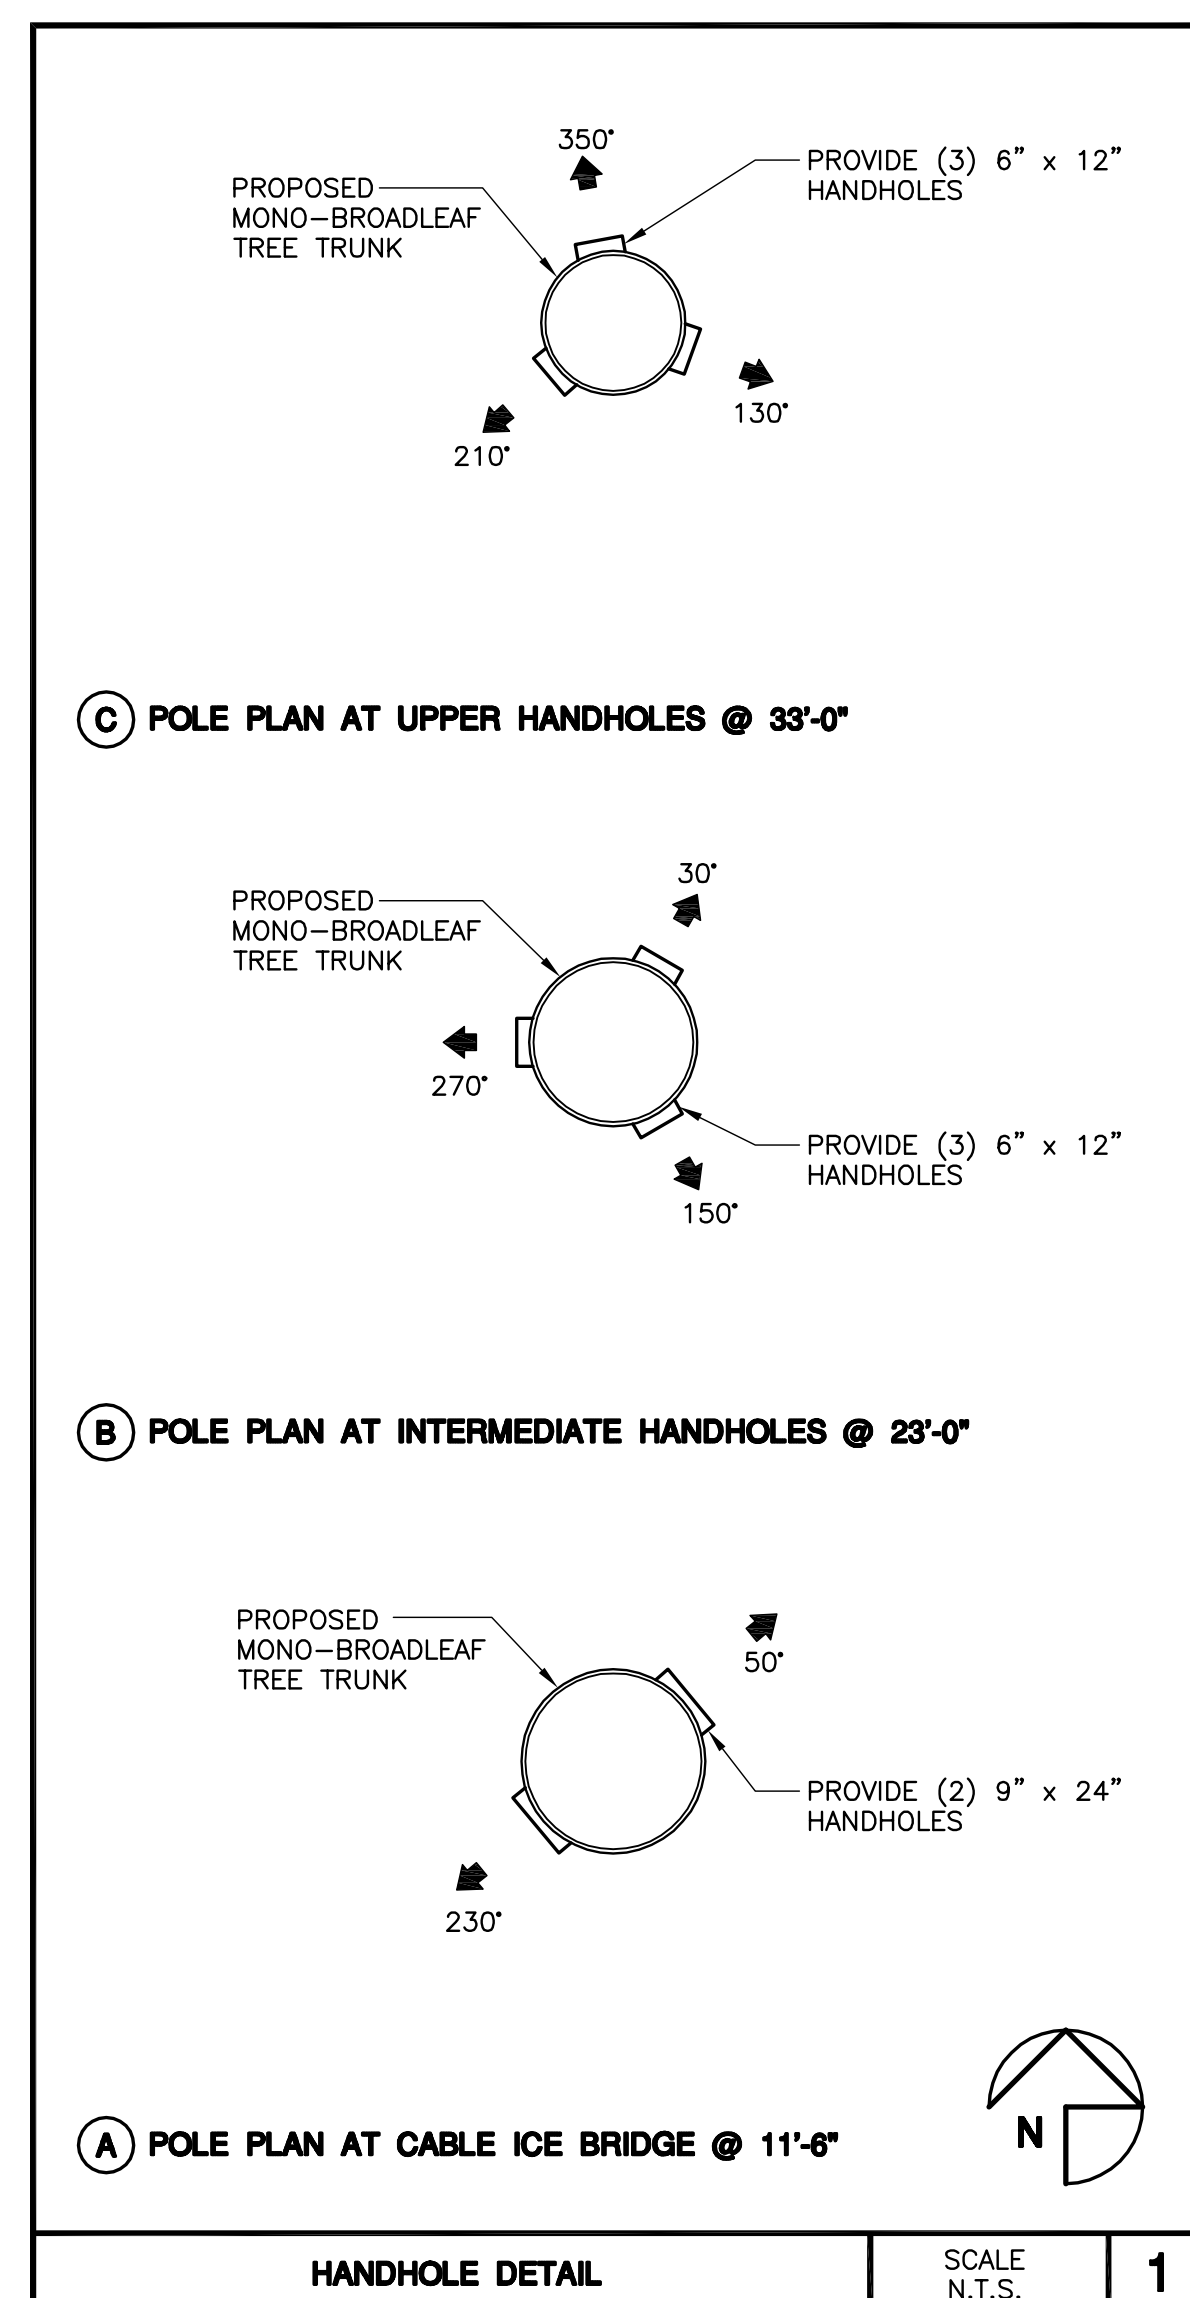 350°
PROVIDE (3) 6" x 12"
HANDHOLES
PROPOSED
MONO-BROADLEAF
TREE TRUNK
130°
210°
C POLE PLAN AT UPPER HANDHOLES @ 33'-0"
30°
PROPOSED
MONO-BROADLEAF
TREE TRUNK
270°
PROVIDE (3) 6" x 12"
HANDHOLES
150°
B POLE PLAN AT INTERMEDIATE HANDHOLES @ 23'-0"
PROPOSED
MONO-BROADLEAF
TREE TRUNK
50°
PROVIDE (2) 9" x 24"
HANDHOLES
230°
N
A POLE PLAN AT CABLE ICE BRIDGE @ 11'-6"
HANDHOLE DETAIL
SCALE
N.T.S.
1